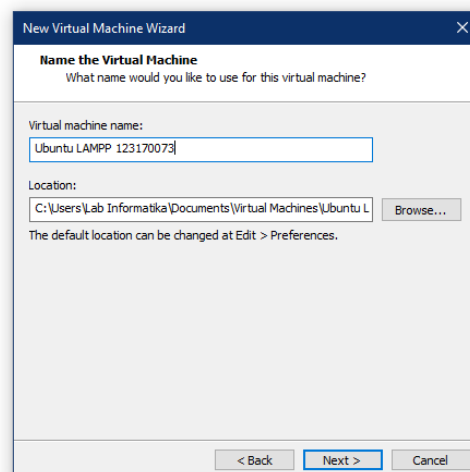 New Virtual Machine Wizard
Name the Virtual Machine
What name would you like to use for this virtual machine?
Virtual machine name:
Ubuntu LAMPP 123170073
Location:
C:\Users\Lab Informatika\Documents\Virtual Machines\Ubuntu L
Browse...
The default location can be changed at Edit > Preferences.
< Back Next > Cancel